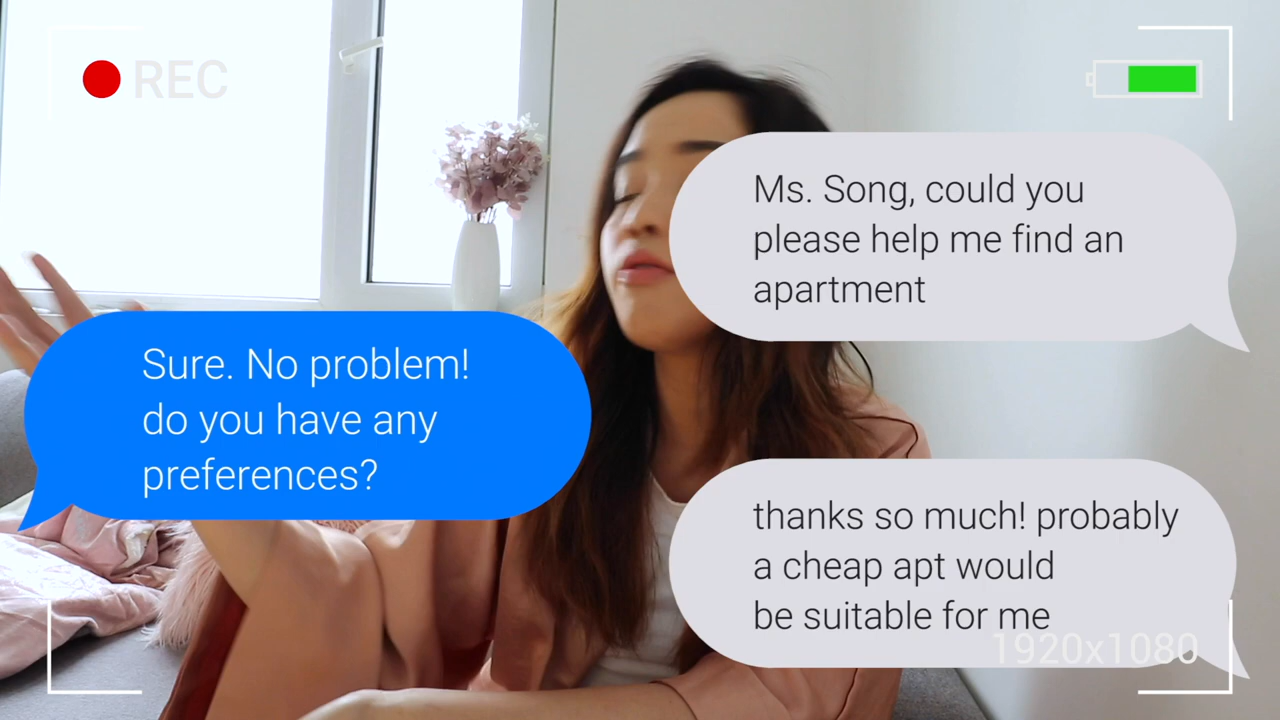 REC
Ms. Song, could you
please help me find an
apartment
Sure. No problem!
do you have any
preferences?
thanks so much! probably
a cheap apt would
be suitable for me
1920x1080